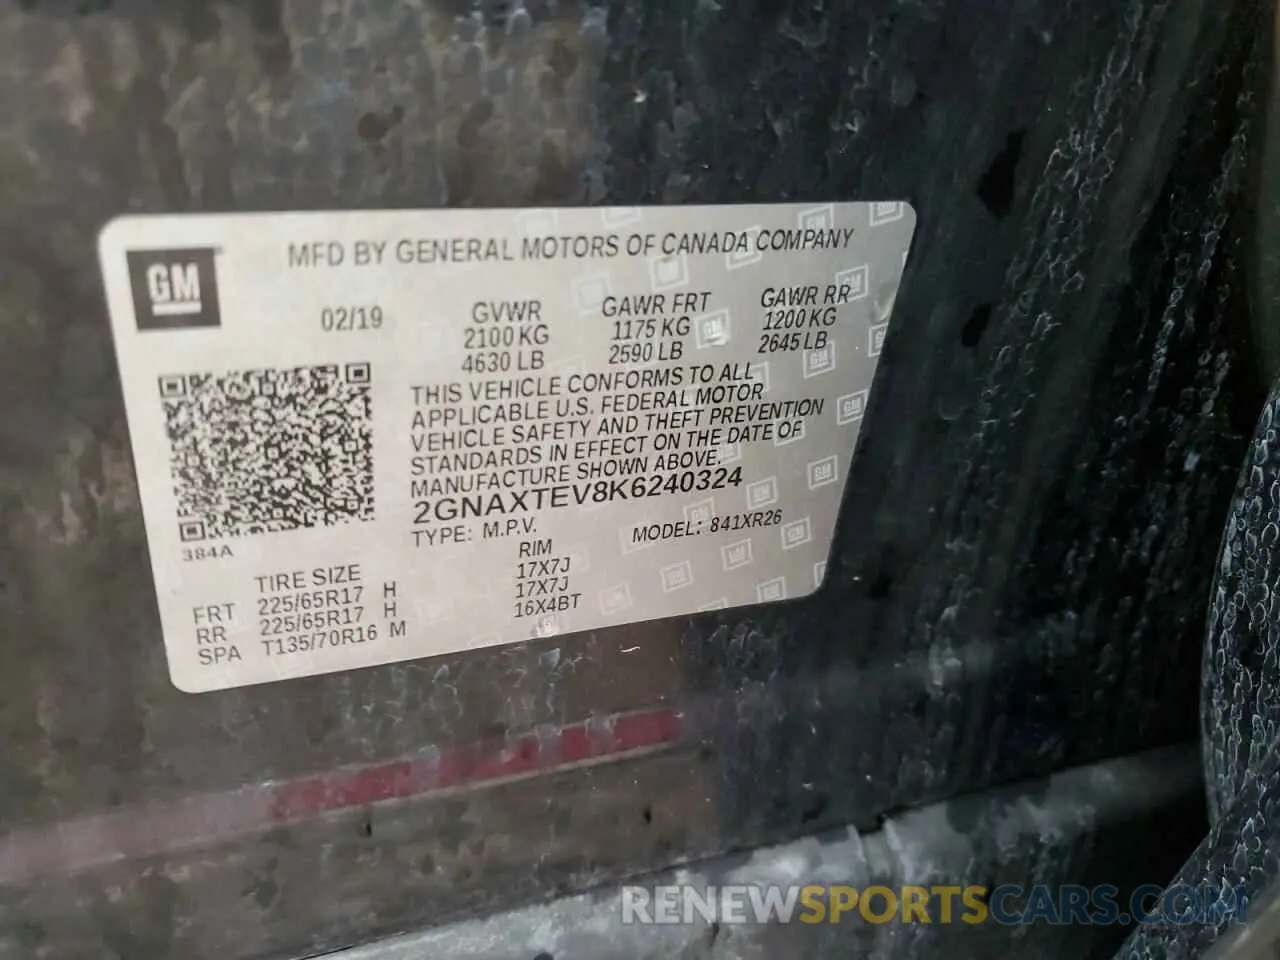 GM
MFD BY GENERAL MOTORS OF CANADA COMPANY
02/19
GVWR GAWR FRT GAWR RR
2100 KG 1175 KG 1200 KG
4630 LB 2590 LB 2645 LB
THIS VEHICLE CONFORMS TO ALL
APPLICABLE U.S. FEDERAL MOTOR
VEHICLE SAFETY AND THEFT PREVENTION
STANDARDS IN EFFECT ON THE DATE OF
MANUFACTURE SHOWN ABOVE.
2GNAXTEV8K6240324
TYPE: M.P.V. MODEL: 841XR26
384A
TIRE SIZE RIM
FRT 225/65R17 H 17X7J
RR 225/65R17 H 17X7J
SPA T135/70R16 M 16X4BT
RENEWSPORTSCARS.COM